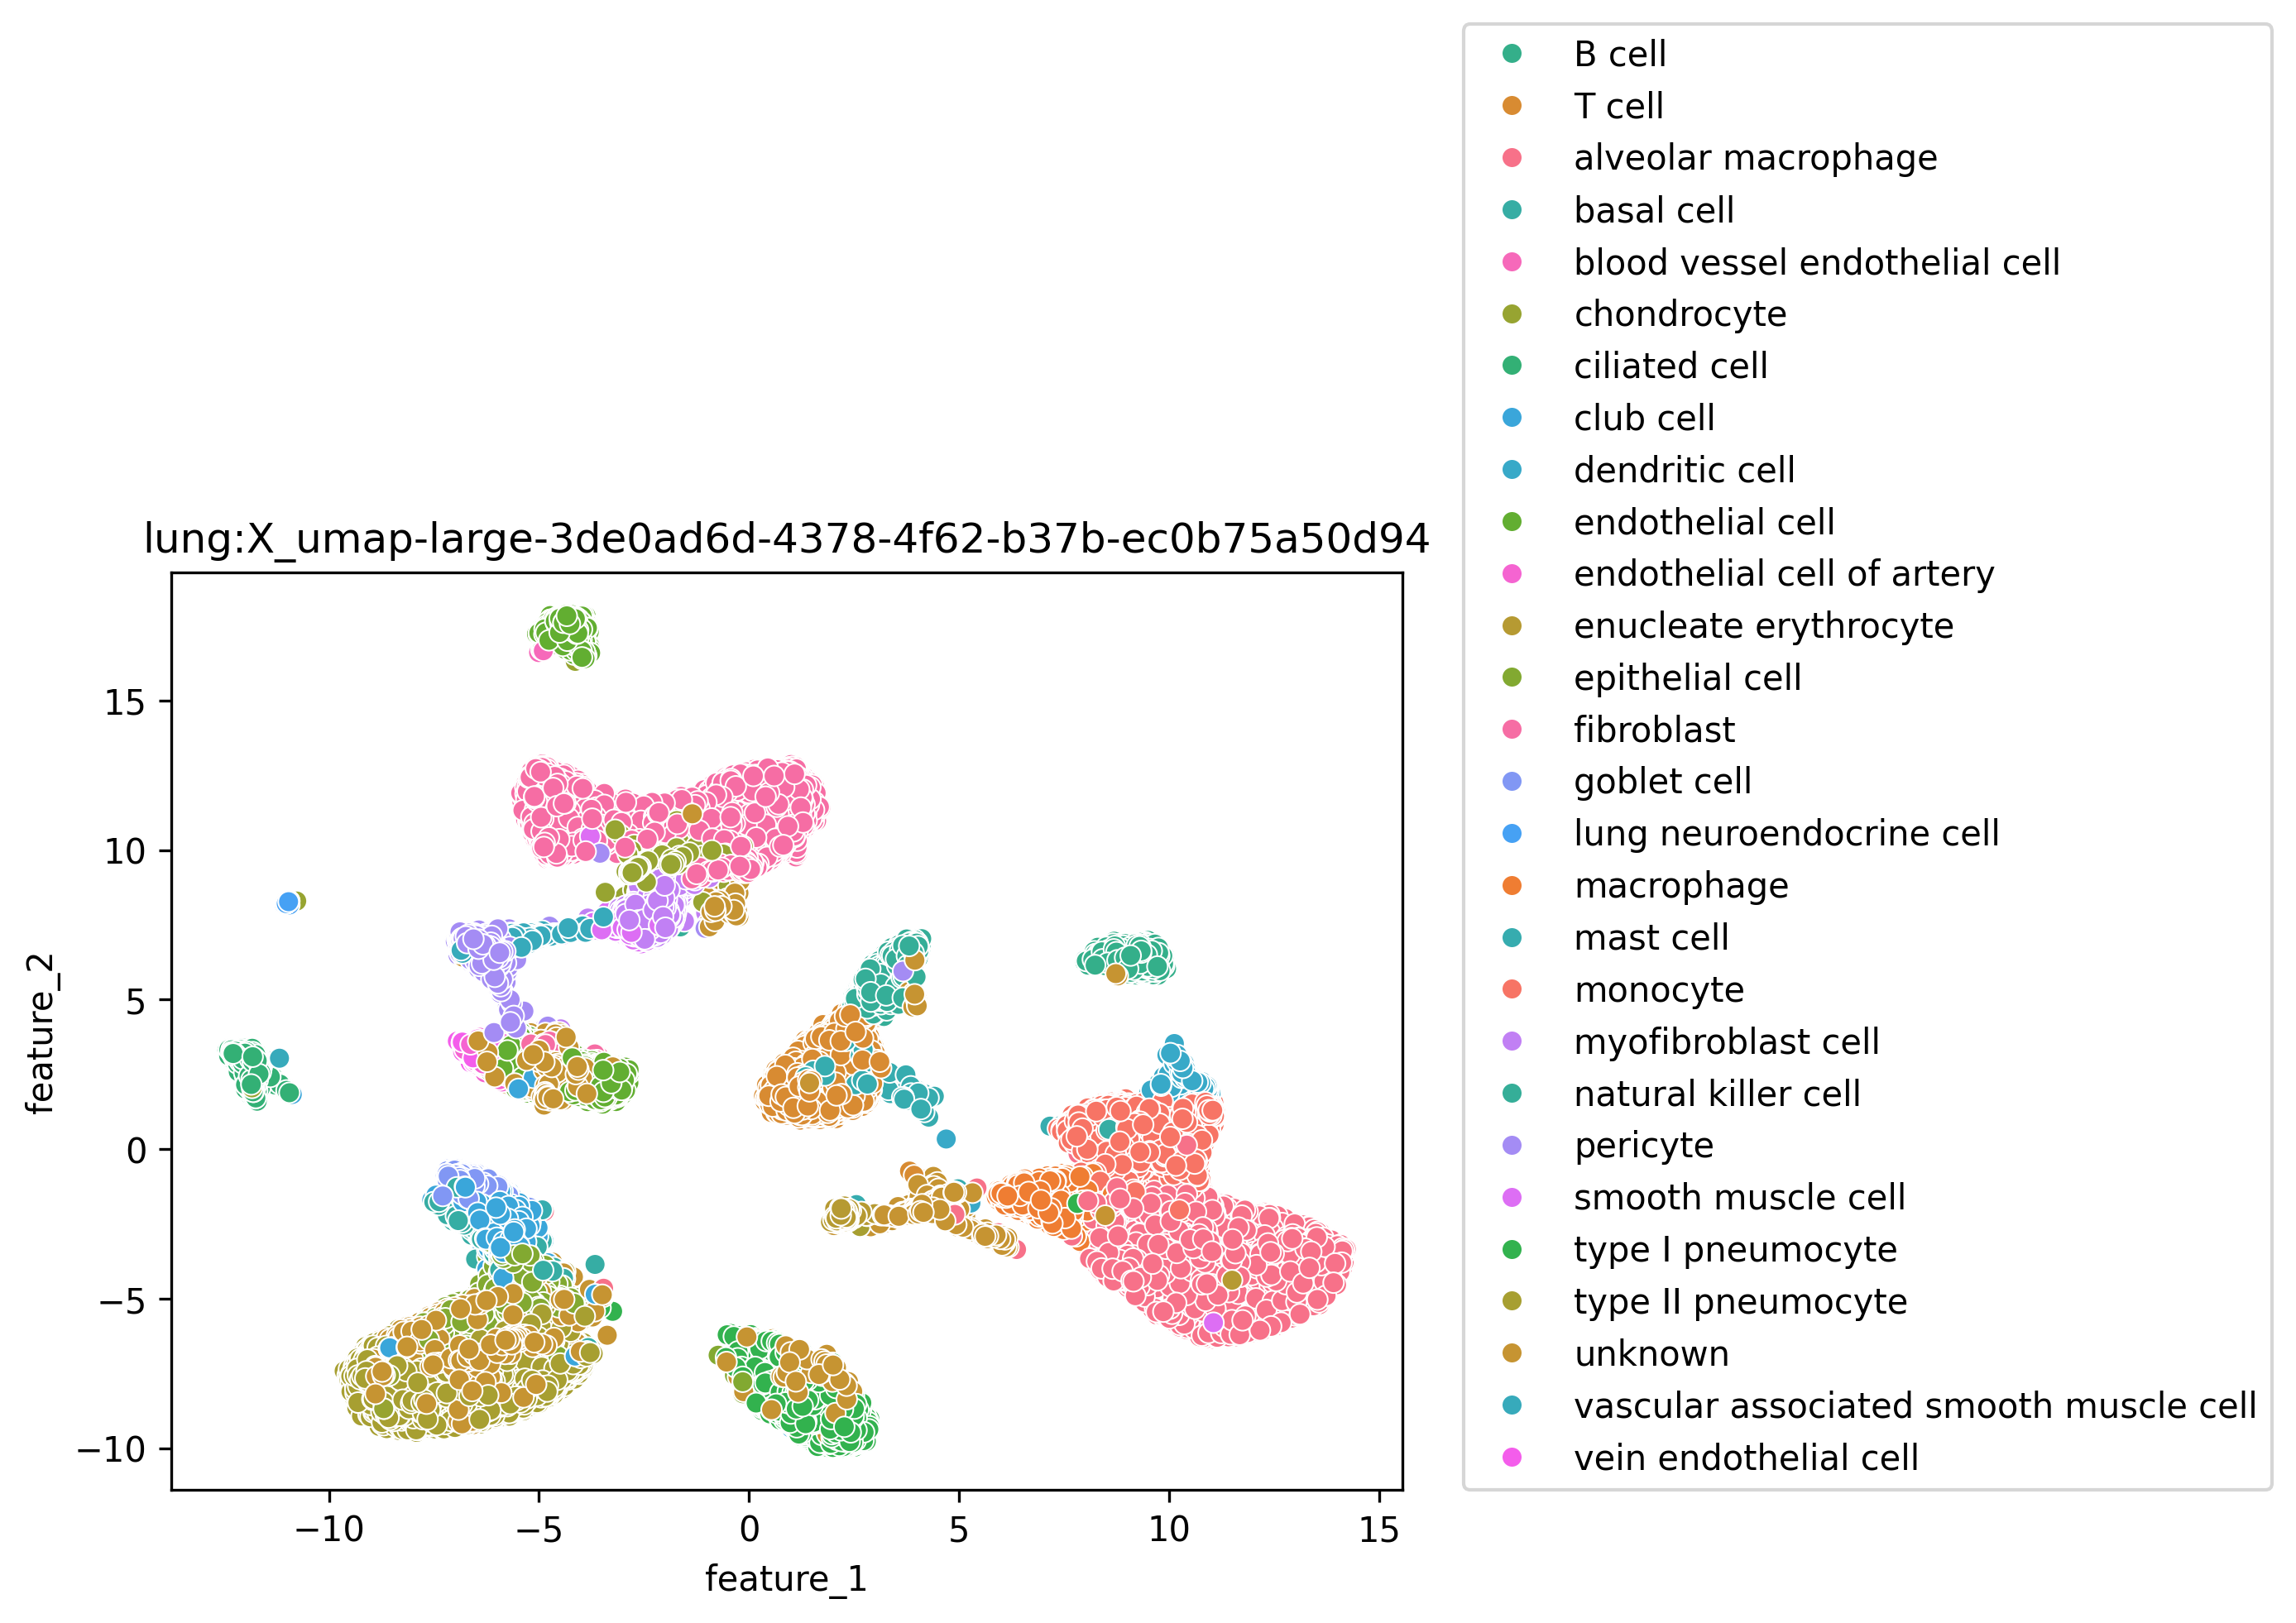 lung:X_umap-large-3de0ad6d-4378-4f62-b37b-ec0b75a50d94
feature_2
15
10
5
0
−5
−10
−10
−5
0
5
10
15
feature_1
B cell
T cell
alveolar macrophage
basal cell
blood vessel endothelial cell
chondrocyte
ciliated cell
club cell
dendritic cell
endothelial cell
endothelial cell of artery
enucleate erythrocyte
epithelial cell
fibroblast
goblet cell
lung neuroendocrine cell
macrophage
mast cell
monocyte
myofibroblast cell
natural killer cell
pericyte
smooth muscle cell
type I pneumocyte
type II pneumocyte
unknown
vascular associated smooth muscle cell
vein endothelial cell